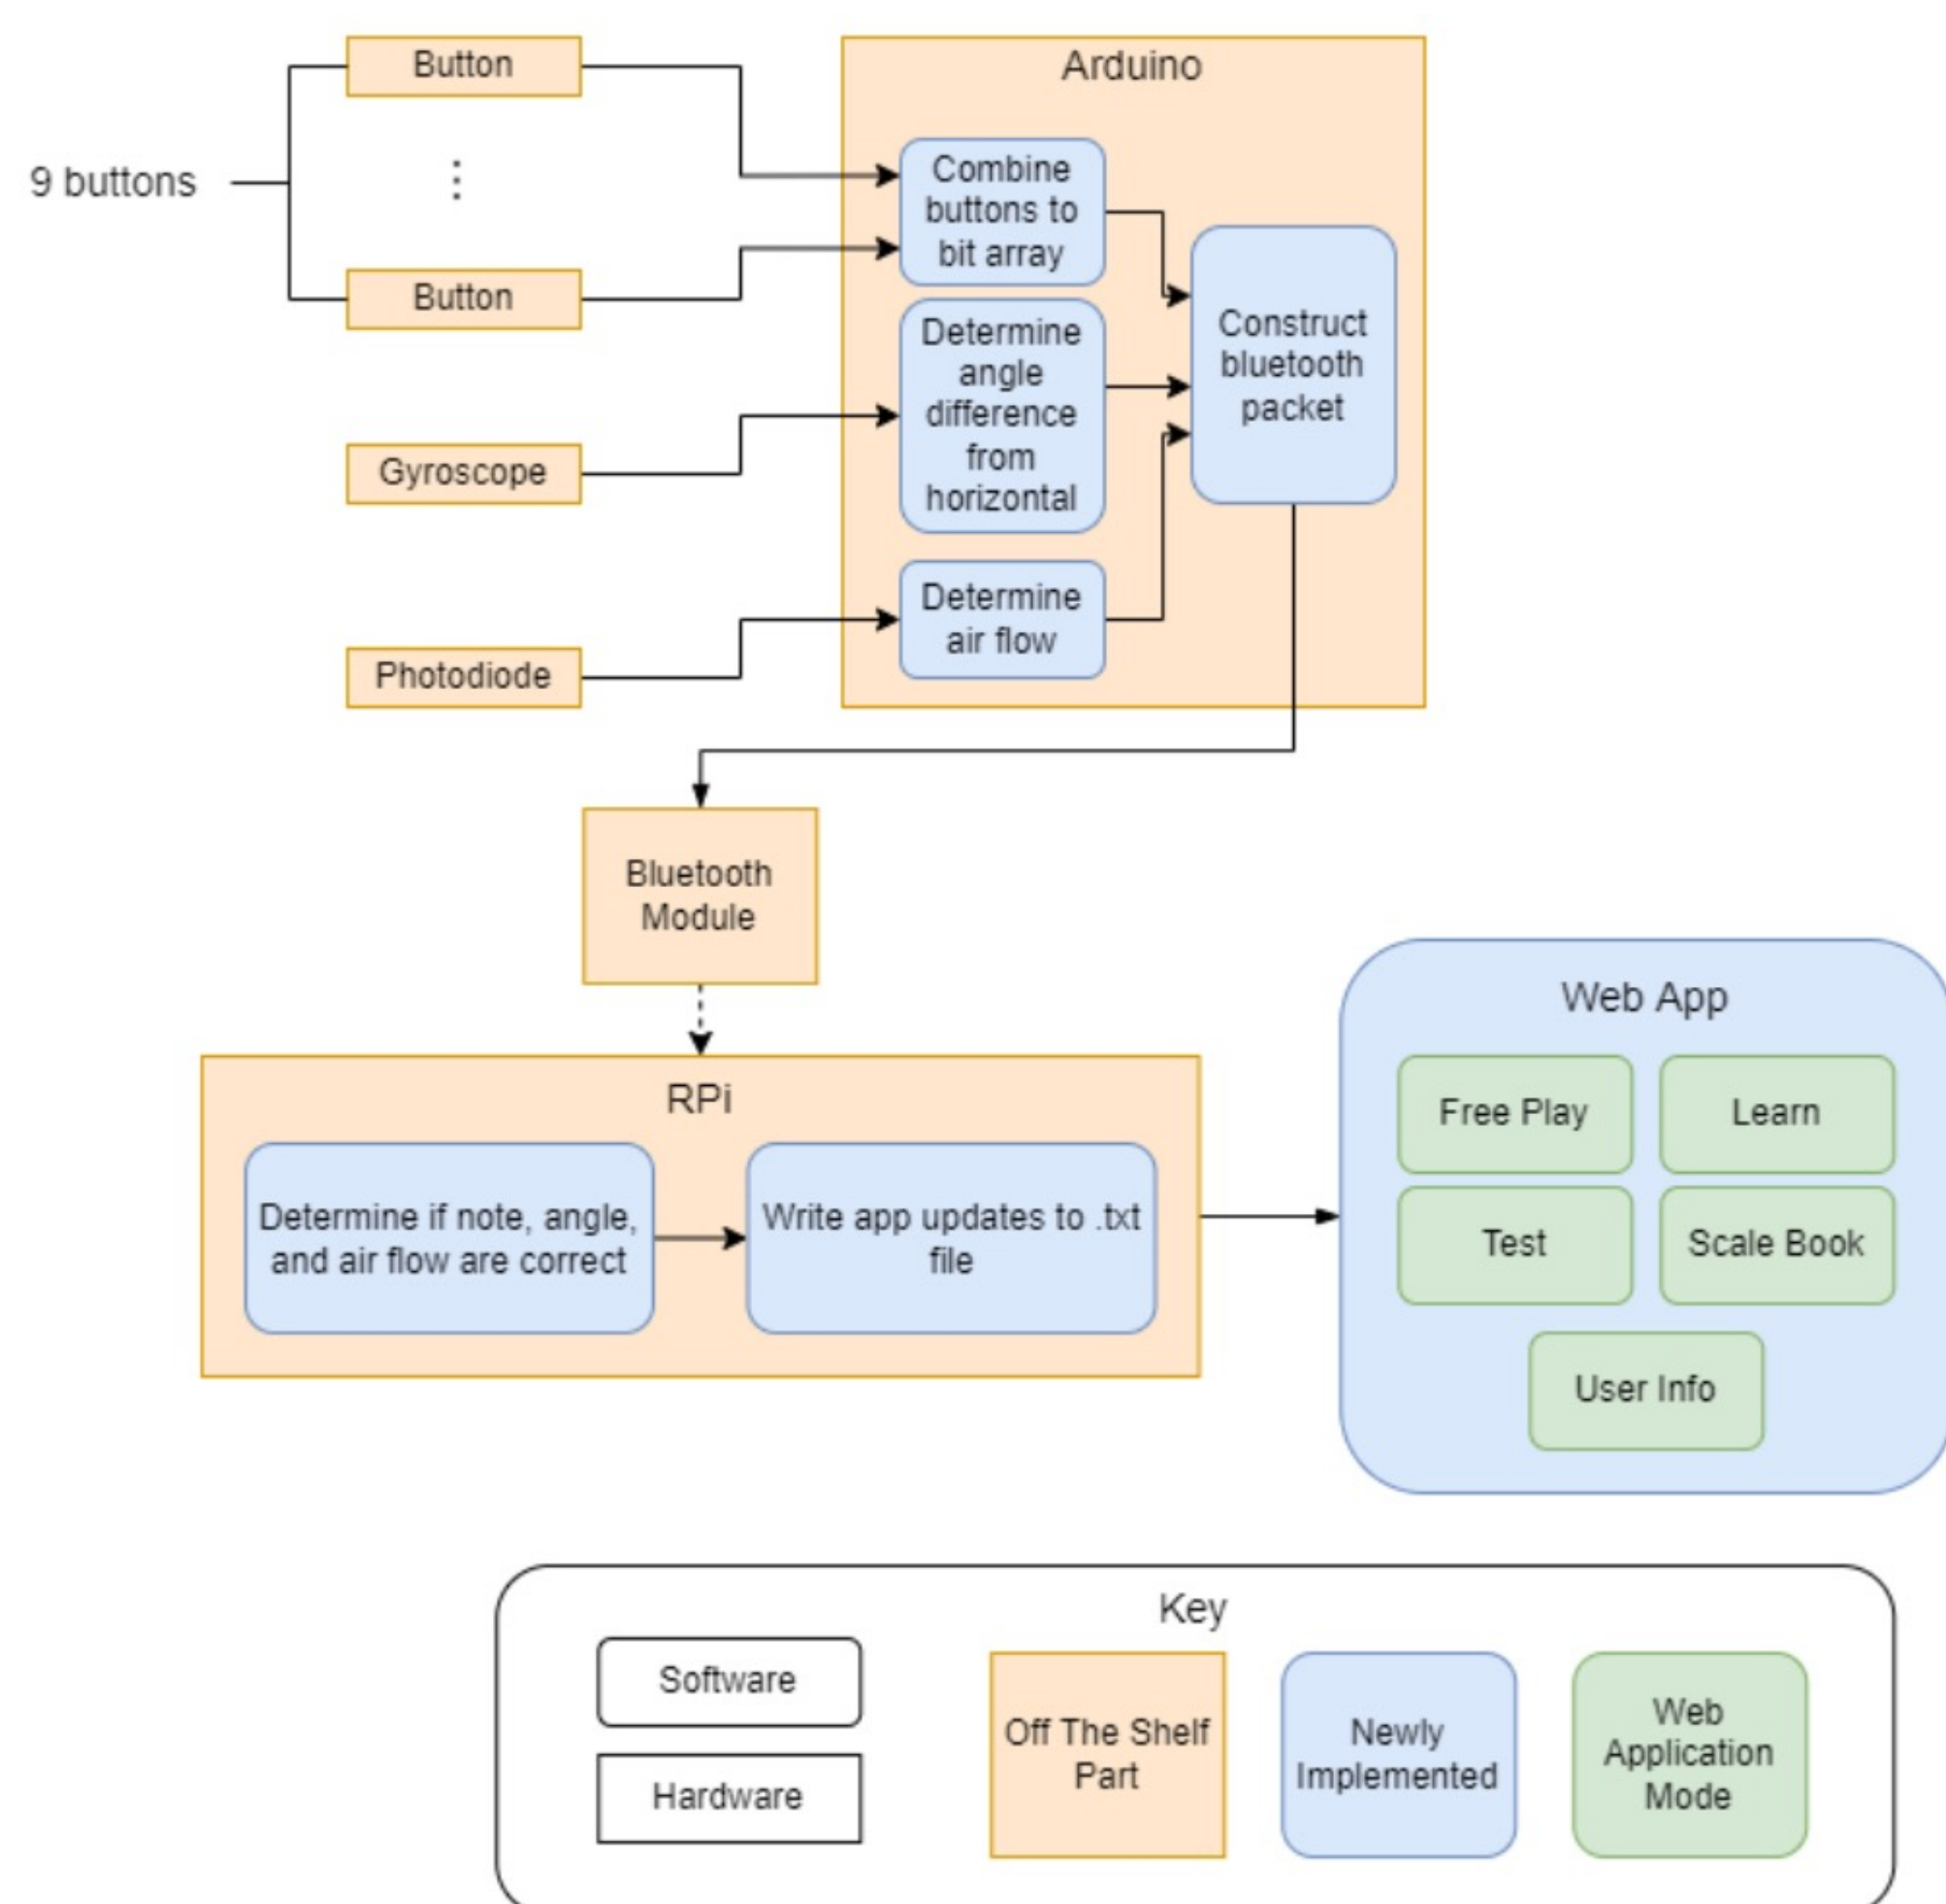 Button
Arduino
9 buttons
⋮
Combine
buttons to
bit array
Button
Construct
bluetooth
packet
Determine
angle
difference
from
horizontal
Gyroscope
Determine
air flow
Photodiode
Bluetooth
Module
RPi
Determine if note, angle,
and air flow are correct
Write app updates to .txt
file
Web App
Free Play
Learn
Test
Scale Book
User Info
Key
Software
Hardware
Off The Shelf
Part
Newly
Implemented
Web
Application
Mode